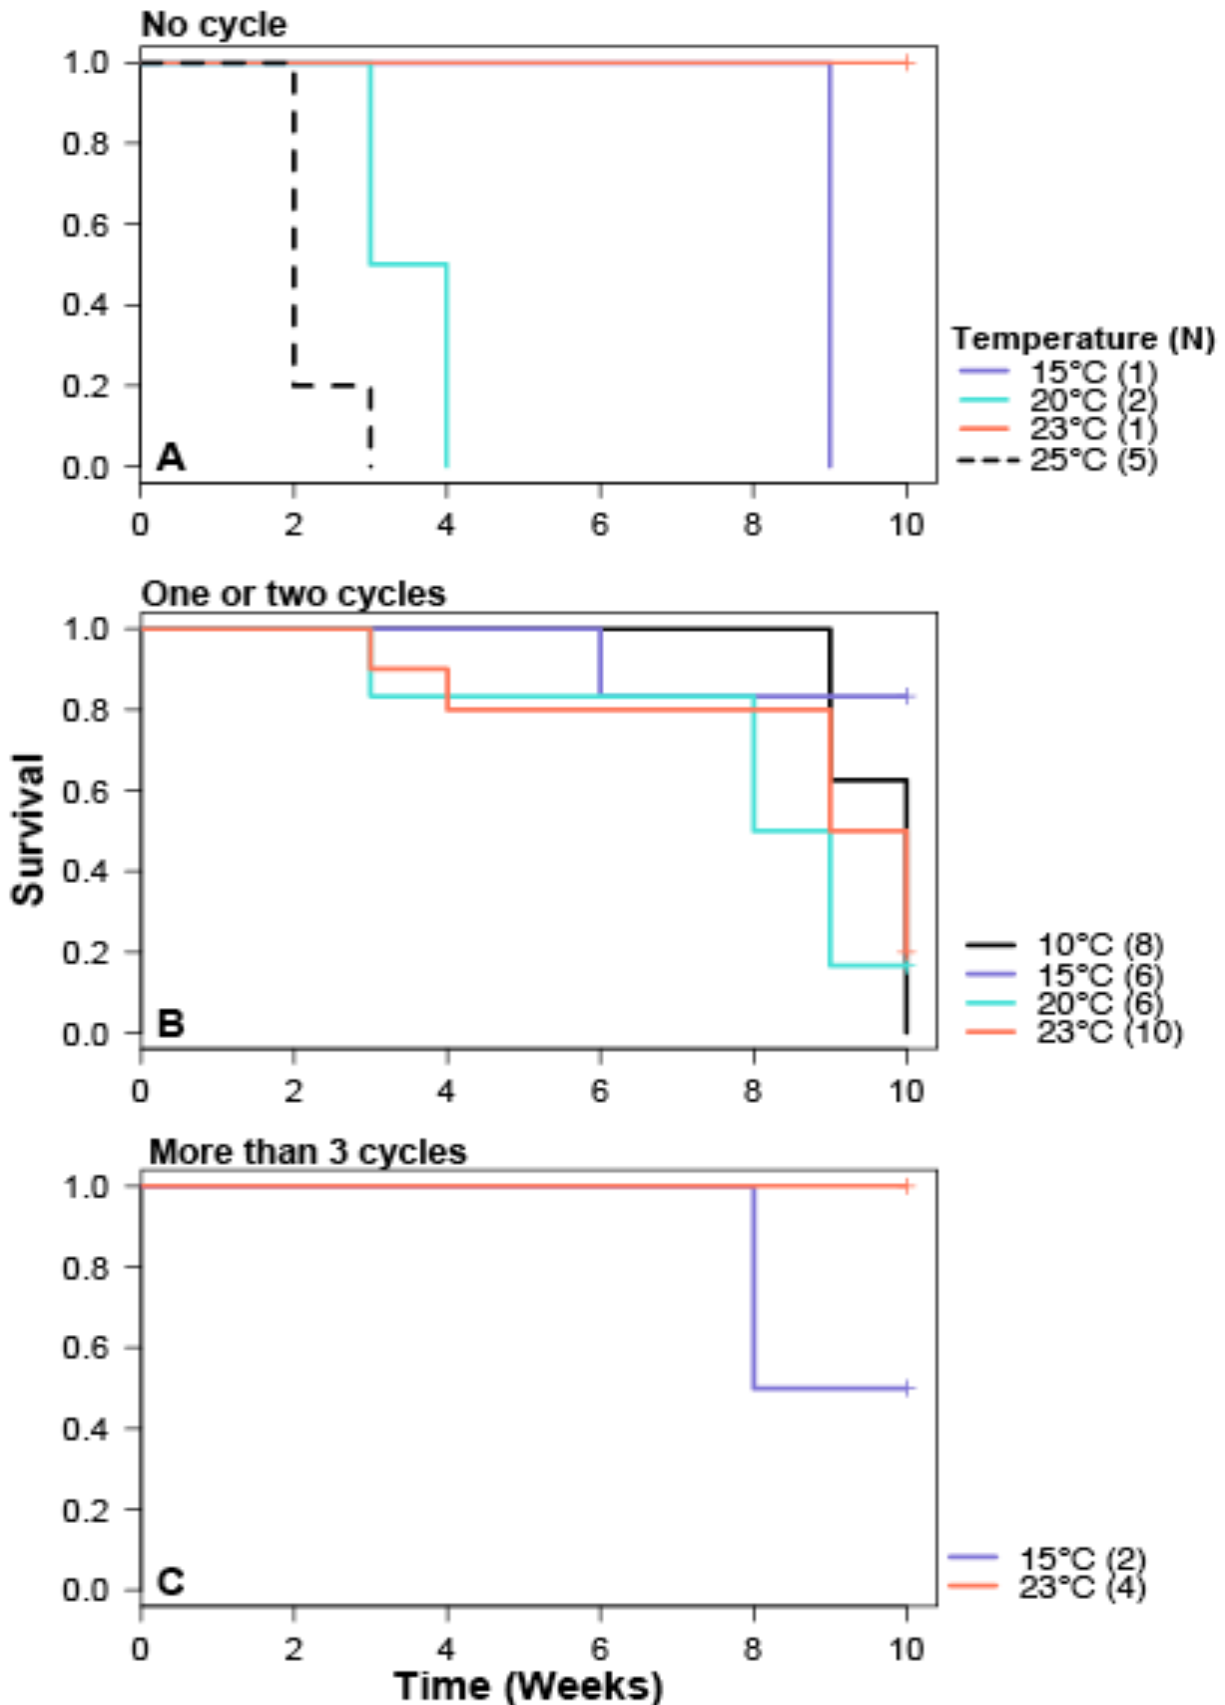 No cycle
1.0
0.8
0.6
0.4
0.2
0.0
A
0 2 4 6 8 10
Temperature (N)
15°C (1)
20°C (2)
23°C (1)
25°C (5)
One or two cycles
1.0
0.8
0.6
0.4
0.2
0.0
B
0 2 4 6 8 10
Survival
10°C (8)
15°C (6)
20°C (6)
23°C (10)
More than 3 cycles
1.0
0.8
0.6
0.4
0.2
0.0
C
0 2 4 6 8 10
15°C (2)
23°C (4)
Time (Weeks)